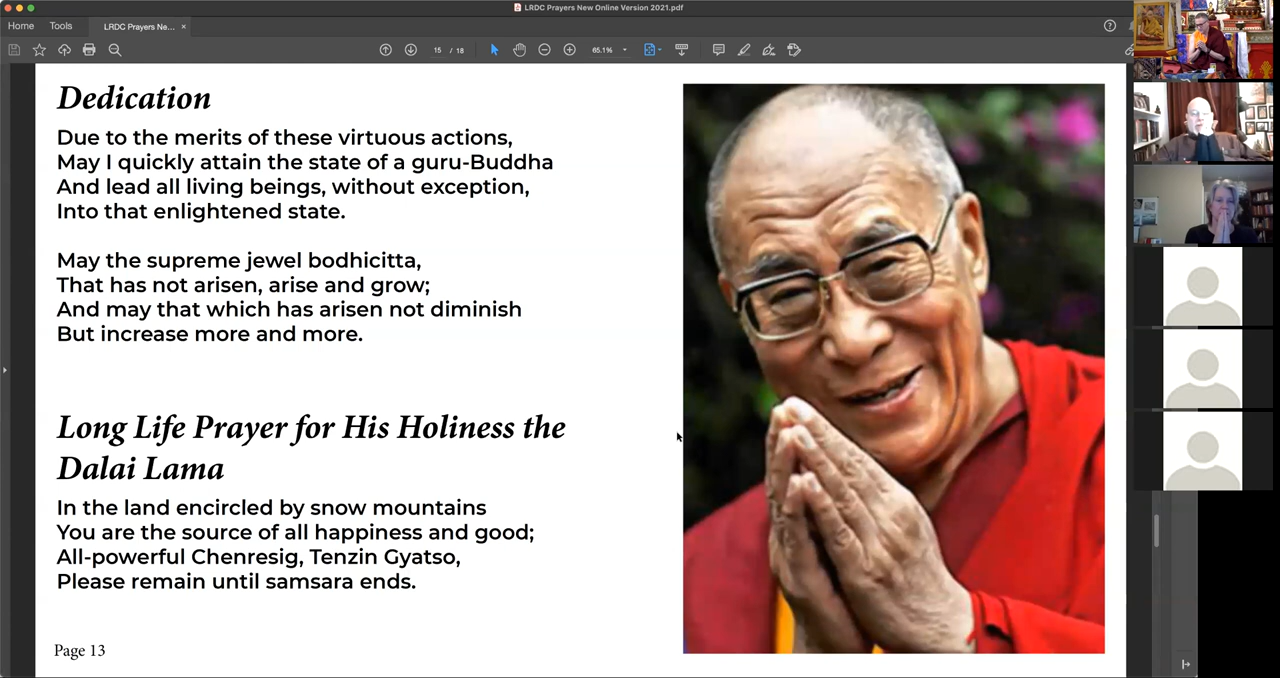 LRDC Prayers New Online Version 2021.pdf
Home Tools LRDC Prayers Ne... ×
15 / 18 65.1%
Dedication
Due to the merits of these virtuous actions,
May I quickly attain the state of a guru-Buddha
And lead all living beings, without exception,
Into that enlightened state.
May the supreme jewel bodhicitta,
That has not arisen, arise and grow;
And may that which has arisen not diminish
But increase more and more.
Long Life Prayer for His Holiness the
Dalai Lama
In the land encircled by snow mountains
You are the source of all happiness and good;
All-powerful Chenresig, Tenzin Gyatso,
Please remain until samsara ends.
Page 13